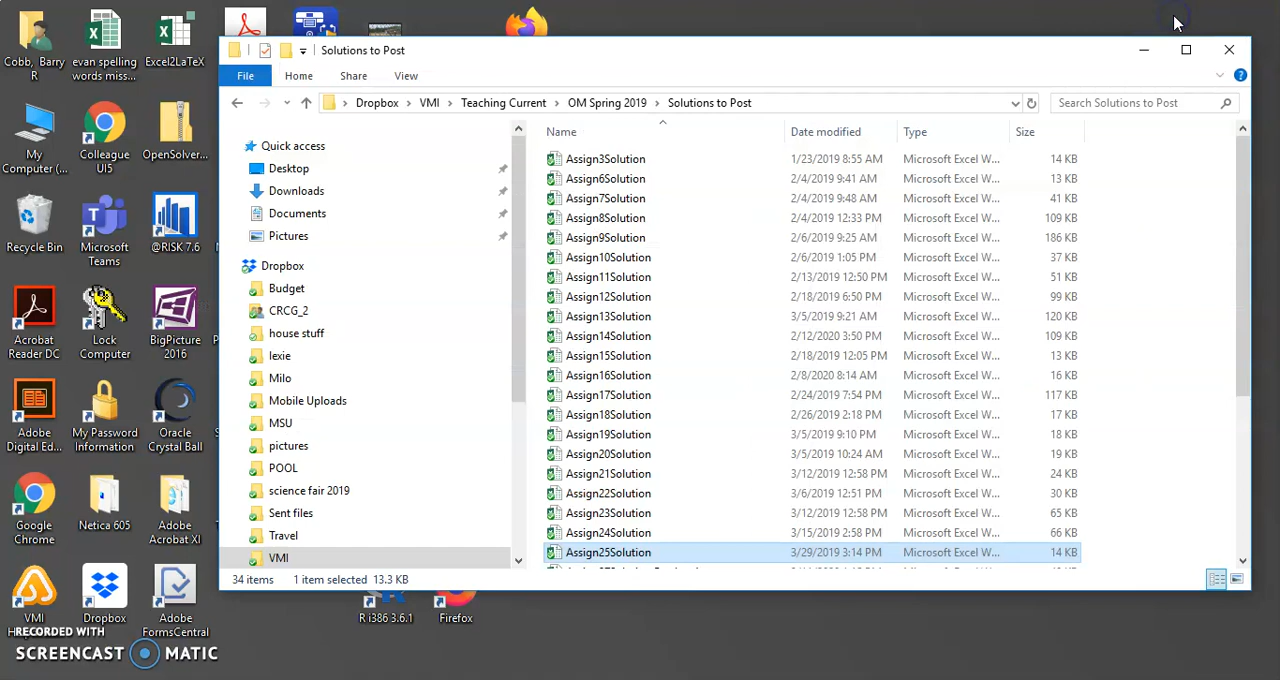 Solutions to Post
File Home Share View
Dropbox VMI Teaching Current OM Spring 2019 Solutions to Post
Search Solutions to Post
Name Date modified Type Size
Quick access
Desktop
Downloads
Documents
Pictures
Dropbox
Budget
CRCG_2
house stuff
lexie
Milo
Mobile Uploads
MSU
pictures
POOL
science fair 2019
Sent files
Travel
VMI
Assign3Solution 1/23/2019 8:55 AM Microsoft Excel W... 14 KB
Assign6Solution 2/4/2019 9:41 AM Microsoft Excel W... 13 KB
Assign7Solution 2/4/2019 9:48 AM Microsoft Excel W... 41 KB
Assign8Solution 2/4/2019 12:33 PM Microsoft Excel W... 109 KB
Assign9Solution 2/6/2019 9:25 AM Microsoft Excel W... 186 KB
Assign10Solution 2/6/2019 1:05 PM Microsoft Excel W... 37 KB
Assign11Solution 2/13/2019 12:50 PM Microsoft Excel W... 51 KB
Assign12Solution 2/18/2019 6:50 PM Microsoft Excel W... 99 KB
Assign13Solution 3/5/2019 9:21 AM Microsoft Excel W... 120 KB
Assign14Solution 2/12/2020 3:50 PM Microsoft Excel W... 109 KB
Assign15Solution 2/18/2019 12:05 PM Microsoft Excel W... 13 KB
Assign16Solution 2/8/2020 8:14 AM Microsoft Excel W... 16 KB
Assign17Solution 2/24/2019 7:54 PM Microsoft Excel W... 117 KB
Assign18Solution 2/26/2019 2:18 PM Microsoft Excel W... 17 KB
Assign19Solution 3/5/2019 9:10 PM Microsoft Excel W... 18 KB
Assign20Solution 3/5/2019 10:24 AM Microsoft Excel W... 19 KB
Assign21Solution 3/12/2019 12:58 PM Microsoft Excel W... 24 KB
Assign22Solution 3/6/2019 12:51 PM Microsoft Excel W... 30 KB
Assign23Solution 3/12/2019 12:58 PM Microsoft Excel W... 65 KB
Assign24Solution 3/15/2019 2:58 PM Microsoft Excel W... 66 KB
Assign25Solution 3/29/2019 3:14 PM Microsoft Excel W... 14 KB
34 items 1 item selected 13.3 KB
Cobb, Barry evan spelling Excel2LaTeX
R words miss...
My Colleague OpenSolver...
Computer (... UI5
Recycle Bin Microsoft @RISK 7.6
Teams
Acrobat Lock BigPicture
Reader DC Computer 2016
Adobe My Password Oracle
Digital Ed... Information Crystal Ball
Google Netica 605 Adobe
Chrome Acrobat XI
VMI Dropbox Adobe
FormsCentral
R i386 3.6.1 Firefox
RECORDED WITH
SCREENCAST MATIC